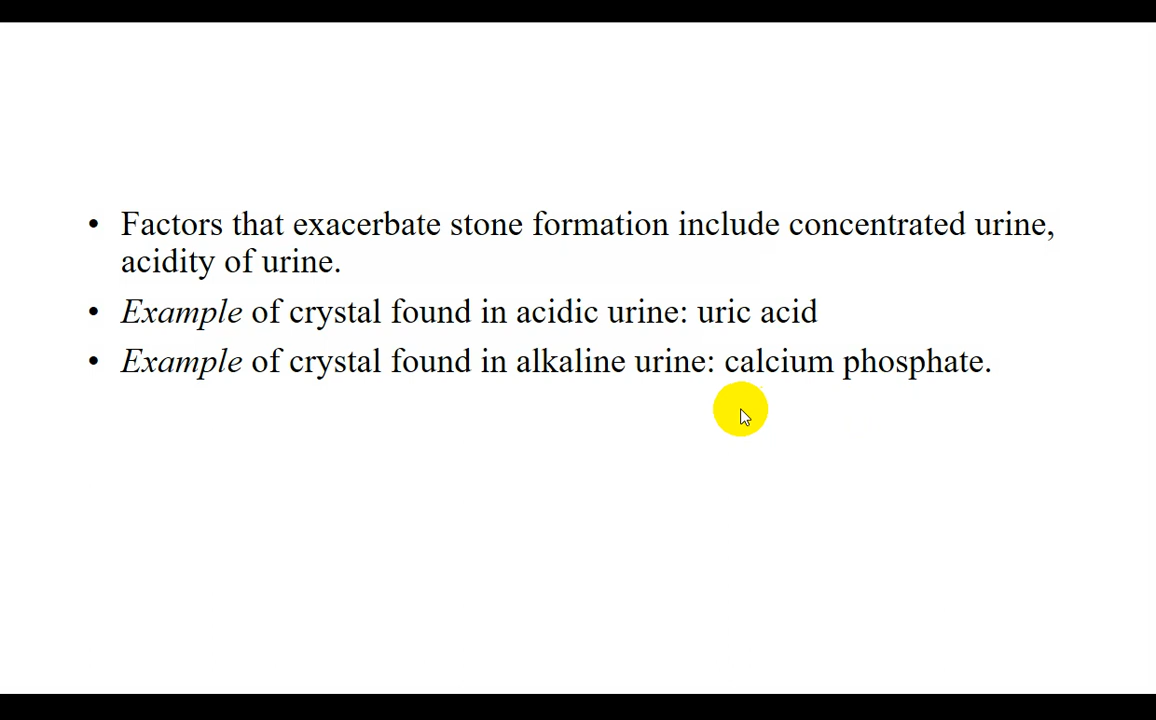 • Factors that exacerbate stone formation include concentrated urine,
acidity of urine.
• Example of crystal found in acidic urine: uric acid
• Example of crystal found in alkaline urine: calcium phosphate.